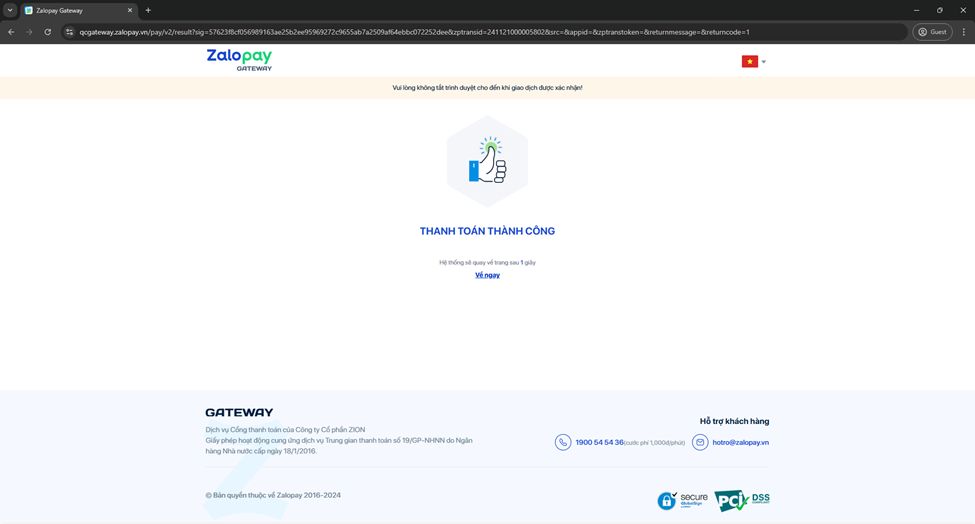 Zalopay Gateway
qcgateway.zalopay.vn/pay/v2/result?sig=57623f8cf056989163ae25b2ee95969272c9655ab7a2509af64ebbc072252dee&zptransid=241121000005802&src=&appid=&zptranstoken=&returnmessage=&returncode=1
Guest
Zalopay
GATEWAY
Vui lòng không tắt trình duyệt cho đến khi giao dịch được xác nhận!
THANH TOÁN THÀNH CÔNG
Hệ thống sẽ quay về trang sau 1 giây
Về ngay
GATEWAY
Dịch vụ Cổng thanh toán của Công ty Cổ phần ZION
Giấy phép hoạt động cung ứng dịch vụ Trung gian thanh toán số 19/GP-NHNN do Ngân
hàng Nhà nước cấp ngày 18/1/2016.
Hỗ trợ khách hàng
1900 54 54 36(cước phí 1,000đ/phút)
hotro@zalopay.vn
© Bản quyền thuộc về Zalopay 2016-2024
secure
GlobalSign
PCI
DSS
COMPLIANT